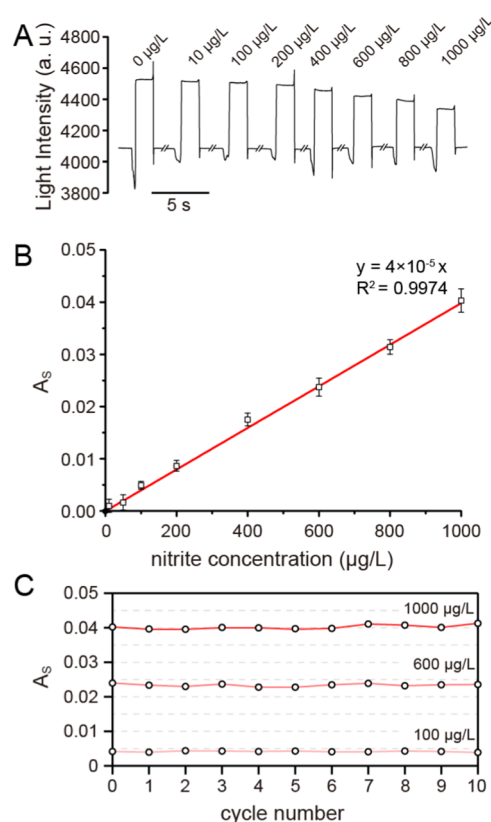 A
Light Intensity (a. u.)
4800
4600
4400
4200
4000
3800
0 µg/L
10 µg/L
100 µg/L
200 µg/L
400 µg/L
600 µg/L
800 µg/L
1000 µg/L
5 s
B
y = 4×10⁻⁵ x
R² = 0.9974
A_S
0.05
0.04
0.03
0.02
0.01
0.00
0 200 400 600 800 1000
nitrite concentration (µg/L)
C
A_S
0.05
0.04
0.03
0.02
0.01
0
1000 µg/L
600 µg/L
100 µg/L
0 1 2 3 4 5 6 7 8 9 10
cycle number